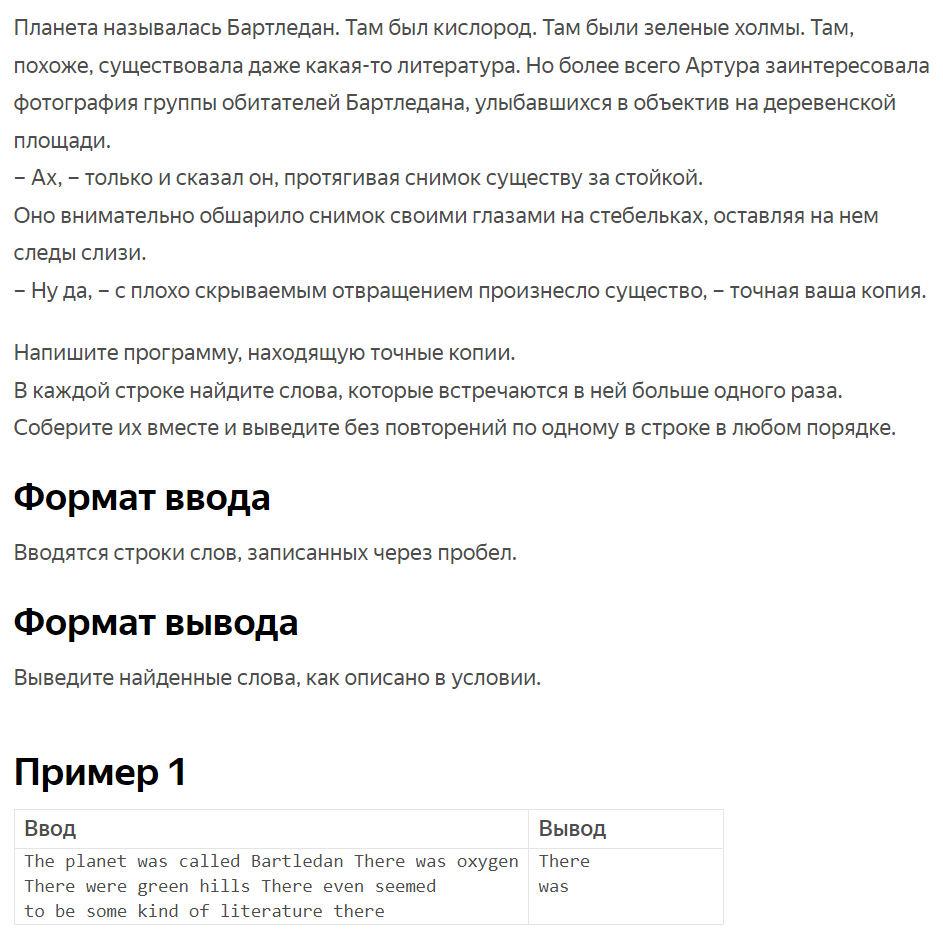 Планета называлась Бартледан. Там был кислород. Там были зеленые холмы. Там,
похоже, существовала даже какая-то литература. Но более всего Артура заинтересовала
фотография группы обитателей Бартледана, улыбавшихся в объектив на деревенской
площади.
– Ах, – только и сказал он, протягивая снимок существу за стойкой.
Оно внимательно обшарило снимок своими глазами на стебельках, оставляя на нем
следы слизи.
– Ну да, – с плохо скрываемым отвращением произнесло существо, – точная ваша копия.
Напишите программу, находящую точные копии.
В каждой строке найдите слова, которые встречаются в ней больше одного раза.
Соберите их вместе и выведите без повторений по одному в строке в любом порядке.
Формат ввода
Вводятся строки слов, записанных через пробел.
Формат вывода
Выведите найденные слова, как описано в условии.
Пример 1
Ввод Вывод
The planet was called Bartledan There was oxygen There
There were green hills There even seemed was
to be some kind of literature there